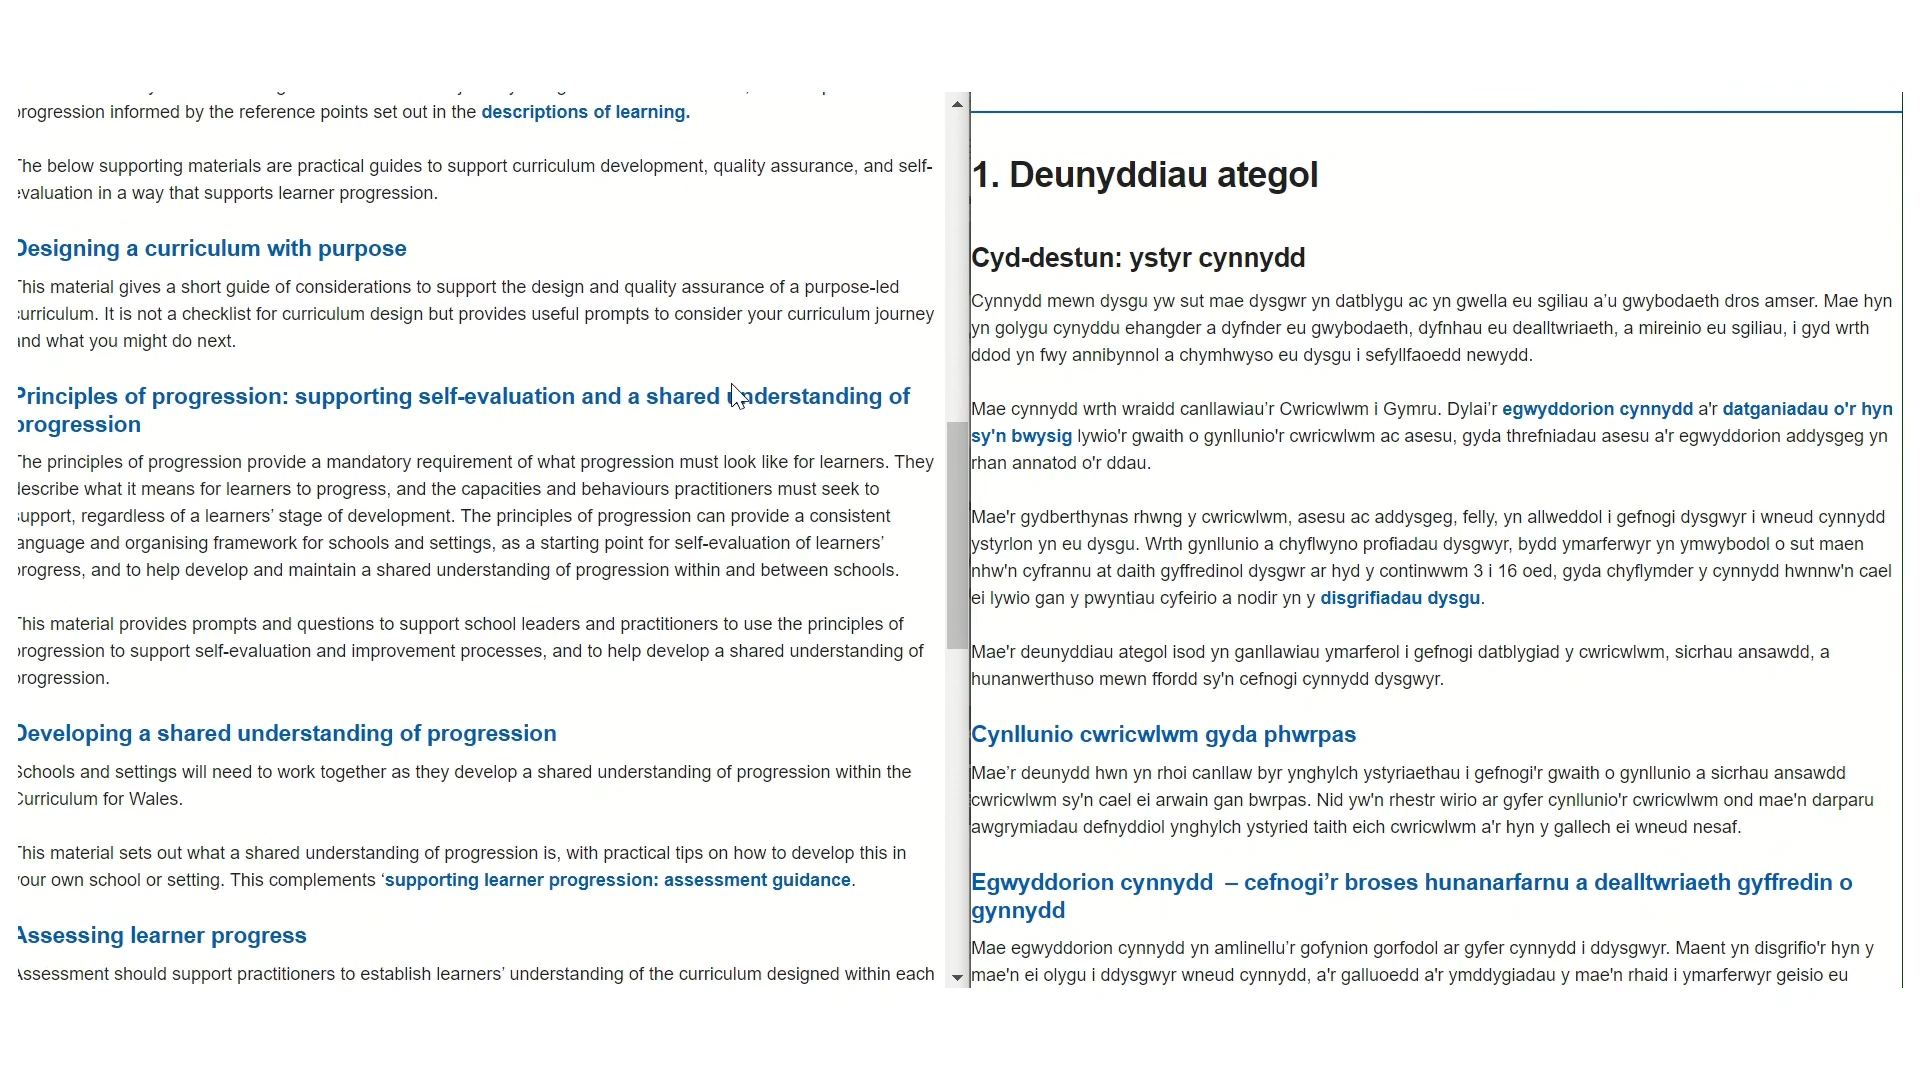 progression informed by the reference points set out in the descriptions of learning.
The below supporting materials are practical guides to support curriculum development, quality assurance, and self-
evaluation in a way that supports learner progression.
Designing a curriculum with purpose
This material gives a short guide of considerations to support the design and quality assurance of a purpose-led
curriculum. It is not a checklist for curriculum design but provides useful prompts to consider your curriculum journey
and what you might do next.
Principles of progression: supporting self-evaluation and a shared understanding of
progression
The principles of progression provide a mandatory requirement of what progression must look like for learners. They
describe what it means for learners to progress, and the capacities and behaviours practitioners must seek to
support, regardless of a learners’ stage of development. The principles of progression can provide a consistent
language and organising framework for schools and settings, as a starting point for self-evaluation of learners’
progress, and to help develop and maintain a shared understanding of progression within and between schools.
This material provides prompts and questions to support school leaders and practitioners to use the principles of
progression to support self-evaluation and improvement processes, and to help develop a shared understanding of
progression.
Developing a shared understanding of progression
Schools and settings will need to work together as they develop a shared understanding of progression within the
Curriculum for Wales.
This material sets out what a shared understanding of progression is, with practical tips on how to develop this in
your own school or setting. This complements ‘supporting learner progression: assessment guidance.
Assessing learner progress
Assessment should support practitioners to establish learners’ understanding of the curriculum designed within each
1. Deunyddiau ategol
Cyd-destun: ystyr cynnydd
Cynnydd mewn dysgu yw sut mae dysgwr yn datblygu ac yn gwella eu sgiliau a’u gwybodaeth dros amser. Mae hyn
yn golygu cynyddu ehangder a dyfnder eu gwybodaeth, dyfnhau eu dealltwriaeth, a mireinio eu sgiliau, i gyd wrth
ddod yn fwy annibynnol a chymhwyso eu dysgu i sefyllfaoedd newydd.
Mae cynnydd wrth wraidd canllawiau’r Cwricwlwm i Gymru. Dylai’r egwyddorion cynnydd a'r datganiadau o'r hyn
sy'n bwysig lywio'r gwaith o gynllunio'r cwricwlwm ac asesu, gyda threfniadau asesu a'r egwyddorion addysgeg yn
rhan annatod o'r ddau.
Mae'r gydberthynas rhwng y cwricwlwm, asesu ac addysgeg, felly, yn allweddol i gefnogi dysgwyr i wneud cynnydd
ystyrlon yn eu dysgu. Wrth gynllunio a chyflwyno profiadau dysgwyr, bydd ymarferwyr yn ymwybodol o sut maen
nhw'n cyfrannu at daith gyffredinol dysgwr ar hyd y continwwm 3 i 16 oed, gyda chyflymder y cynnydd hwnnw'n cael
ei lywio gan y pwyntiau cyfeirio a nodir yn y disgrifiadau dysgu.
Mae'r deunyddiau ategol isod yn ganllawiau ymarferol i gefnogi datblygiad y cwricwlwm, sicrhau ansawdd, a
hunanwerthuso mewn ffordd sy'n cefnogi cynnydd dysgwyr.
Cynllunio cwricwlwm gyda phwrpas
Mae’r deunydd hwn yn rhoi canllaw byr ynghylch ystyriaethau i gefnogi'r gwaith o gynllunio a sicrhau ansawdd
cwricwlwm sy'n cael ei arwain gan bwrpas. Nid yw'n rhestr wirio ar gyfer cynllunio'r cwricwlwm ond mae'n darparu
awgrymiadau defnyddiol ynghylch ystyried taith eich cwricwlwm a'r hyn y gallech ei wneud nesaf.
Egwyddorion cynnydd – cefnogi’r broses hunanarfarnu a dealltwriaeth gyffredin o
gynnydd
Mae egwyddorion cynnydd yn amlinellu’r gofynion gorfodol ar gyfer cynnydd i ddysgwyr. Maent yn disgrifio'r hyn y
mae'n ei olygu i ddysgwyr wneud cynnydd, a'r galluoedd a'r ymddygiadau y mae'n rhaid i ymarferwyr geisio eu